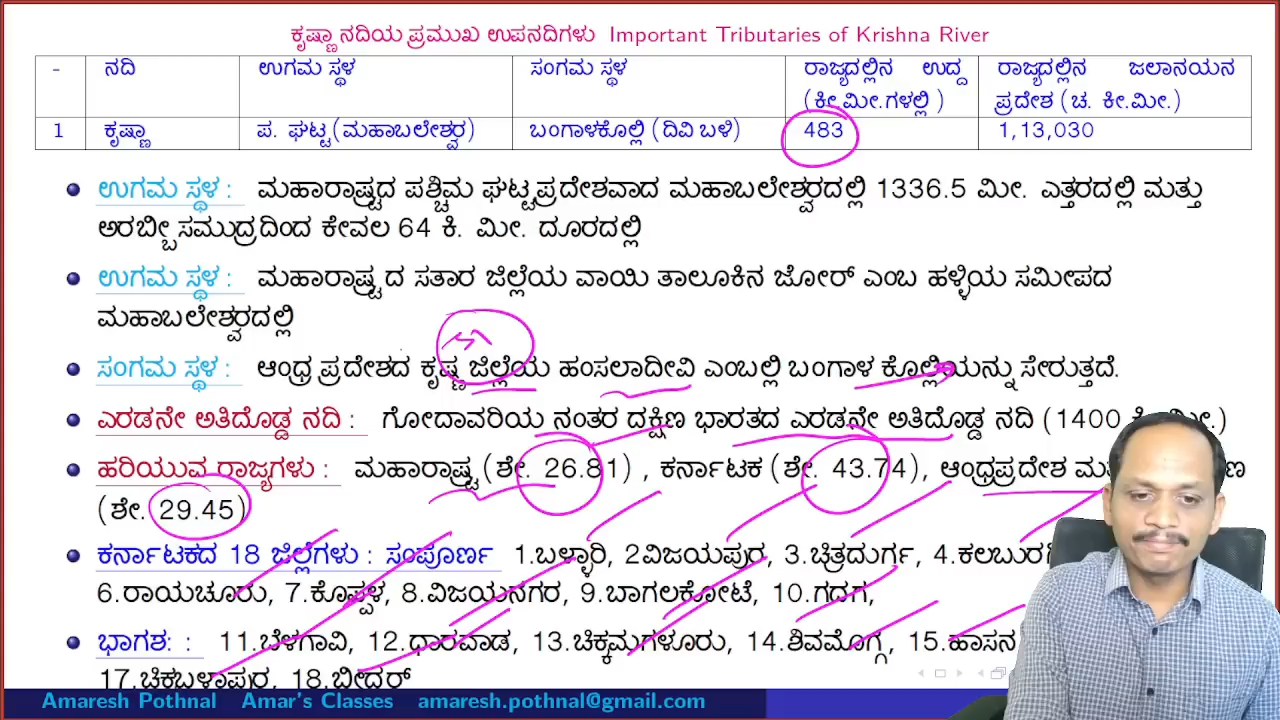 ಕೃಷ್ಣಾ ನದಿಯ ಪ್ರಮುಖ ಉಪನದಿಗಳು Important Tributaries of Krishna River
- ನದಿ ಉಗಮ ಸ್ಥಳ ಸಂಗಮ ಸ್ಥಳ ರಾಜ್ಯದಲ್ಲಿನ ಉದ್ದ (ಕೀ.ಮೀ.ಗಳಲ್ಲಿ) ರಾಜ್ಯದಲ್ಲಿನ ಜಲಾನಯನ ಪ್ರದೇಶ (ಚ. ಕೀ.ಮೀ.)
1 ಕೃಷ್ಣಾ ಪ. ಘಟ್ಟ(ಮಹಾಬಲೇಶ್ವರ) ಬಂಗಾಳಕೊಲ್ಲಿ (ದಿವಿ ಬಳಿ) 483 1,13,030
ಉಗಮ ಸ್ಥಳ : ಮಹಾರಾಷ್ಟ್ರದ ಪಶ್ಚಿಮ ಘಟ್ಟಪ್ರದೇಶವಾದ ಮಹಾಬಲೇಶ್ವರದಲ್ಲಿ 1336.5 ಮೀ. ಎತ್ತರದಲ್ಲಿ ಮತ್ತು
ಅರಬ್ಬೀಸಮುದ್ರದಿಂದ ಕೇವಲ 64 ಕಿ. ಮೀ. ದೂರದಲ್ಲಿ
ಉಗಮ ಸ್ಥಳ : ಮಹಾರಾಷ್ಟ್ರದ ಸತಾರ ಜಿಲ್ಲೆಯ ವಾಯಿ ತಾಲೂಕಿನ ಜೋರ್ ಎಂಬ ಹಳ್ಳಿಯ ಸಮೀಪದ
ಮಹಾಬಲೇಶ್ವರದಲ್ಲಿ
ಸಂಗಮ ಸ್ಥಳ : ಆಂಧ್ರ ಪ್ರದೇಶದ ಕೃಷ್ಣ ಜಿಲ್ಲೆಯ ಹಂಸಲಾದೀವಿ ಎಂಬಲ್ಲಿ ಬಂಗಾಳ ಕೊಲ್ಲಿಯನ್ನು ಸೇರುತ್ತದೆ.
ಎರಡನೇ ಅತಿದೊಡ್ಡ ನದಿ : ಗೋದಾವರಿಯ ನಂತರ ದಕ್ಷಿಣ ಭಾರತದ ಎರಡನೇ ಅತಿದೊಡ್ಡ ನದಿ (1400 ಕಿ.ಮೀ.)
ಹರಿಯುವ ರಾಜ್ಯಗಳು : ಮಹಾರಾಷ್ಟ್ರ (ಶೇ. 26.81) , ಕರ್ನಾಟಕ (ಶೇ. 43.74), ಆಂಧ್ರಪ್ರದೇಶ
(ಶೇ. 29.45)
ಕರ್ನಾಟಕದ 18 ಜಿಲ್ಲೆಗಳು : ಸಂಪೂರ್ಣ 1.ಬಳ್ಳಾರಿ, 2ವಿಜಯಪುರ, 3.ಚಿತ್ರದುರ್ಗ, 4.
6.ರಾಯಚೂರು, 7.ಕೊಪ್ಪಳ, 8.ವಿಜಯನಗರ, 9.ಬಾಗಲಕೋಟೆ, 10.ಗದಗ,
ಭಾಗಶಃ : 11.ಬೆಳಗಾವಿ, 12.ಧಾರವಾಡ, 13.ಚಿಕ್ಕಮಗಳೂರು, 14.ಶಿವಮೊಗ್ಗ, 15.ಹಾಸನ
17.ಚಿಕ್ಕಬಳ್ಳಾಪುರ, 18.ಬೀದರ್
Amaresh Pothnal Amar's Classes amaresh.pothnal@gmail.com